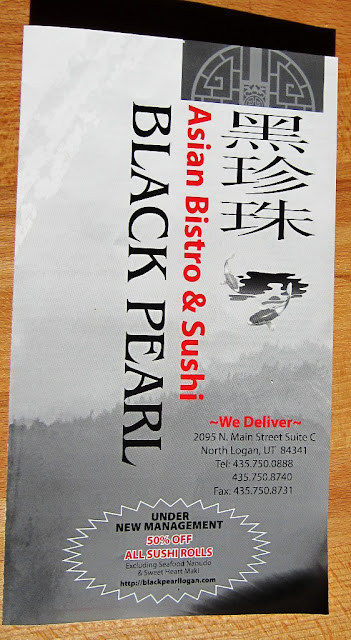 黑珍珠
Asian Bistro & Sushi
BLACK PEARL
~We Deliver~
2095 N. Main Street Suite C
North Logan, UT 84341
Tel: 435.750.0888
435.750.8740
Fax: 435.750.8731
UNDER
NEW MANAGEMENT
50% OFF
ALL SUSHI ROLLS
Excluding Seafood Naruto
& Sweet Heart Maki
http://blackpearllogan.com